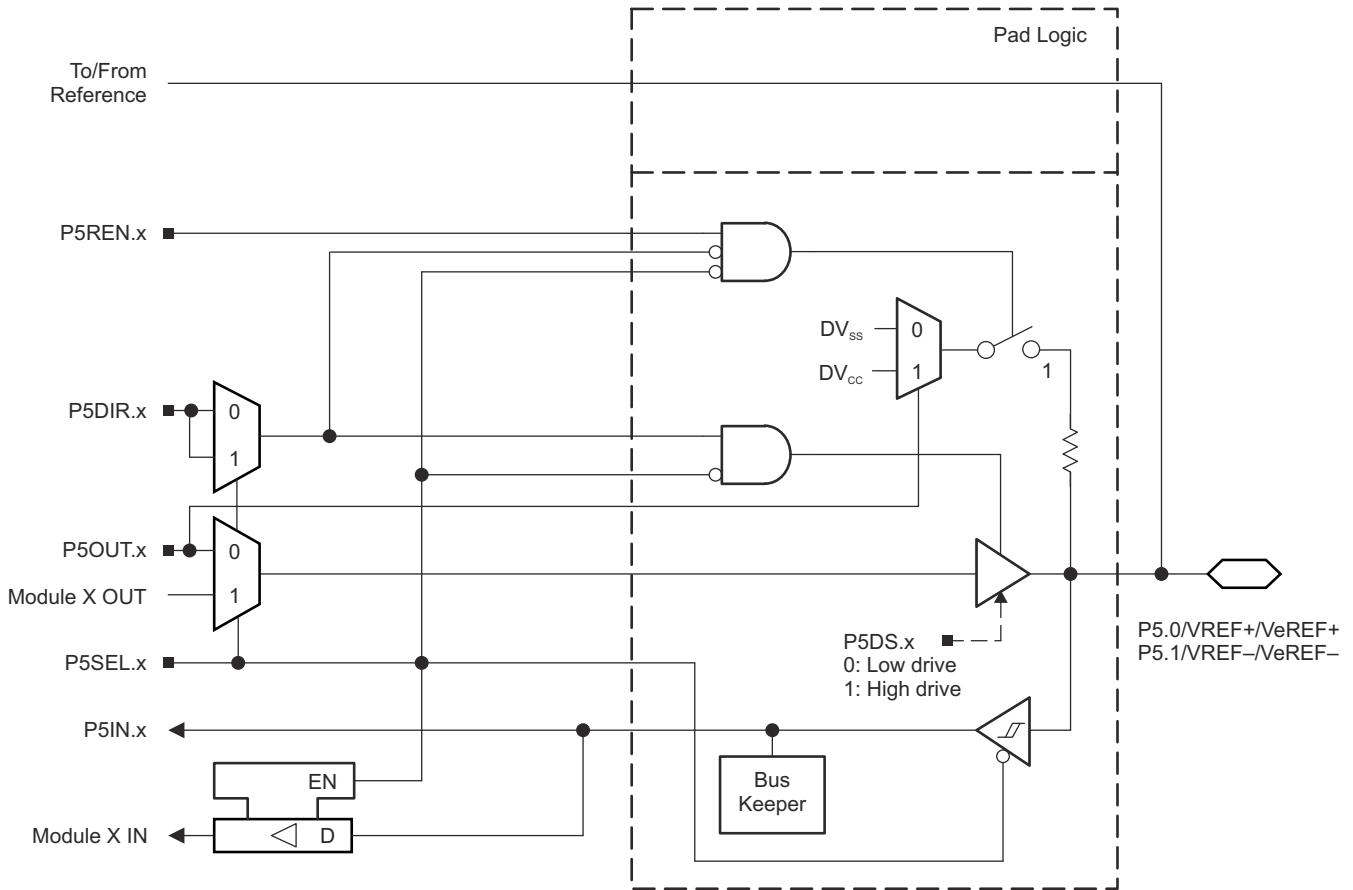 Pad Logic
To/From
Reference
P5REN.x
DVSS
0
DVCC
1
1
P5DIR.x
0
1
P5OUT.x
0
Module X OUT
1
P5SEL.x
P5DS.x
0: Low drive
1: High drive
P5.0/VREF+/VeREF+
P5.1/VREF–/VeREF–
P5IN.x
Bus
Keeper
EN
Module X IN
D